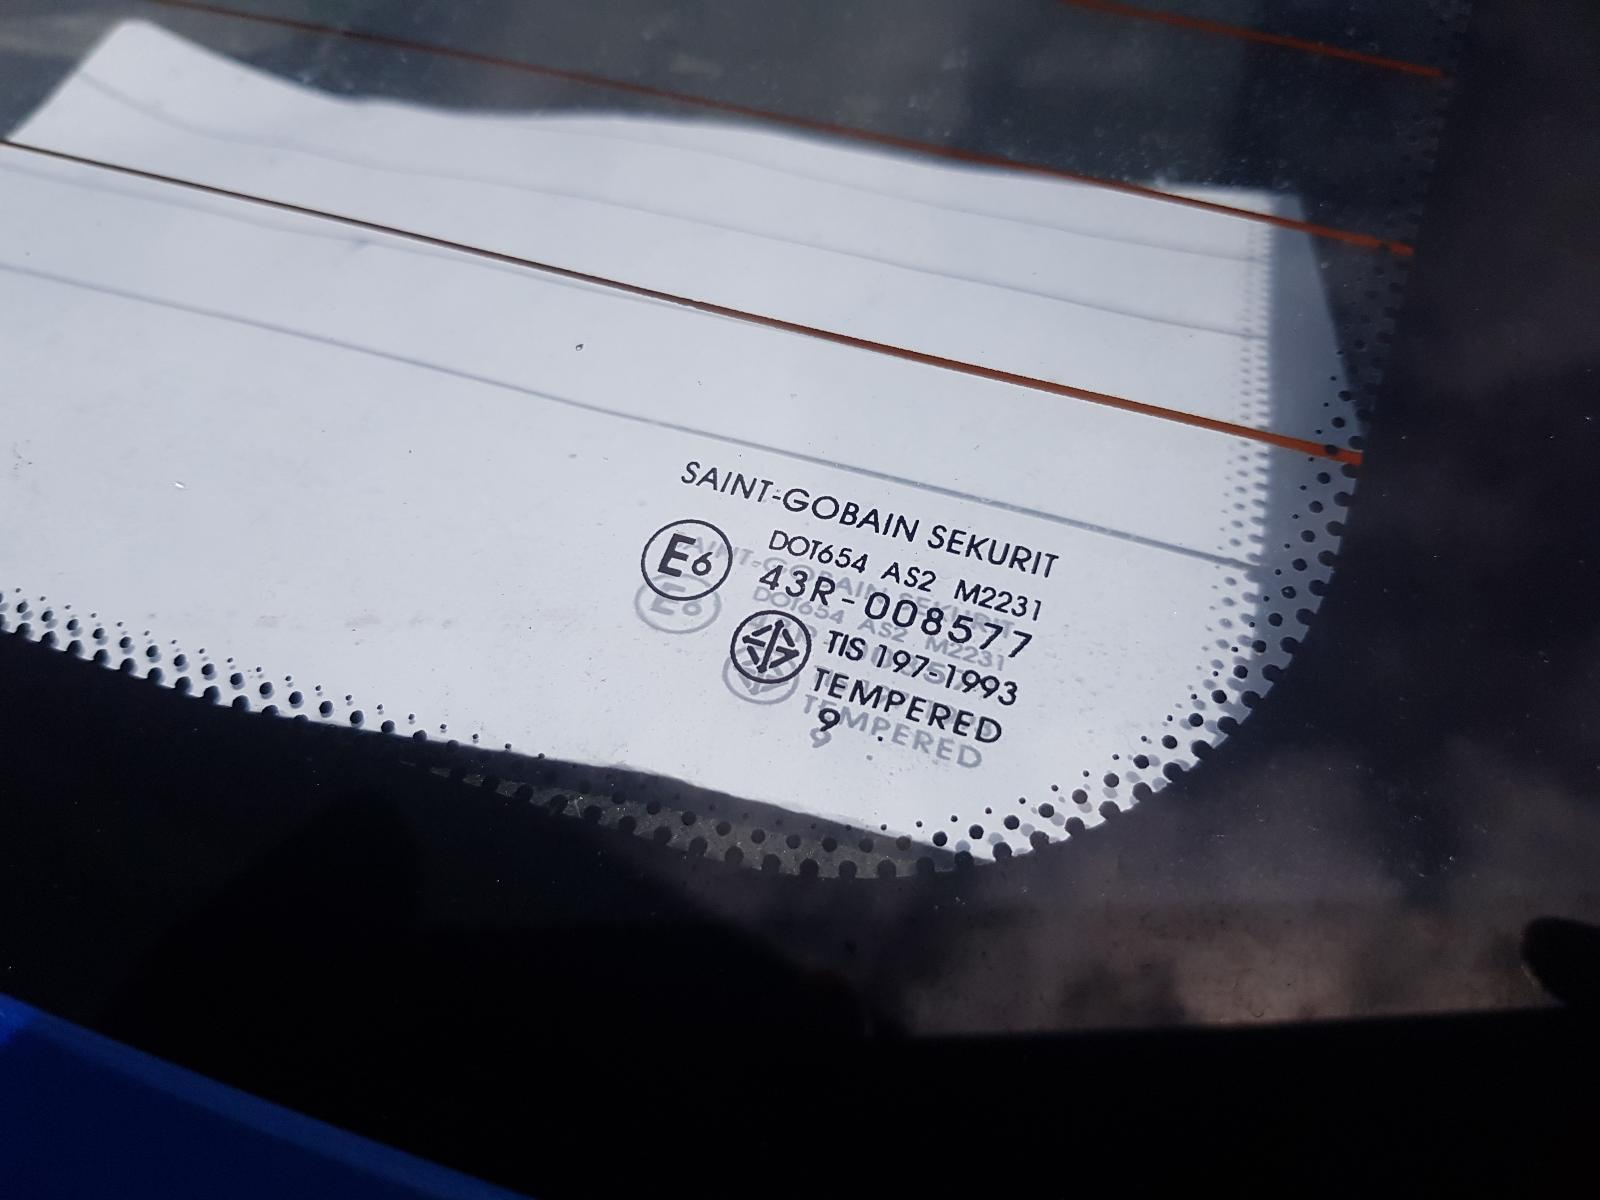 SAINT-GOBAIN SEKURIT
E6 DOT654 AS2 M2231
43R-008577
TIS 197-1993
TEMPERED
9 .